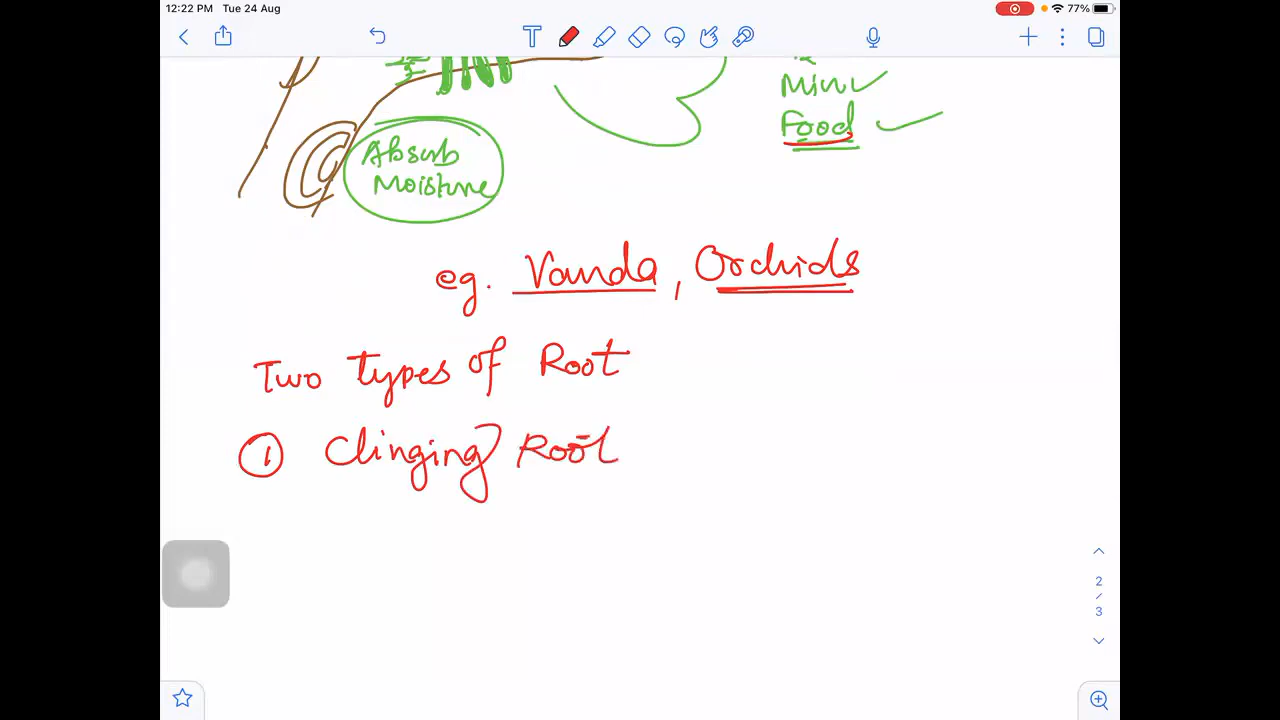 12:22 PM Tue 24 Aug
77%
Min
Food
Absorb
Moisture
eg. Vanda, Orchids
Two types of Root
1 Clinging Root
2
3